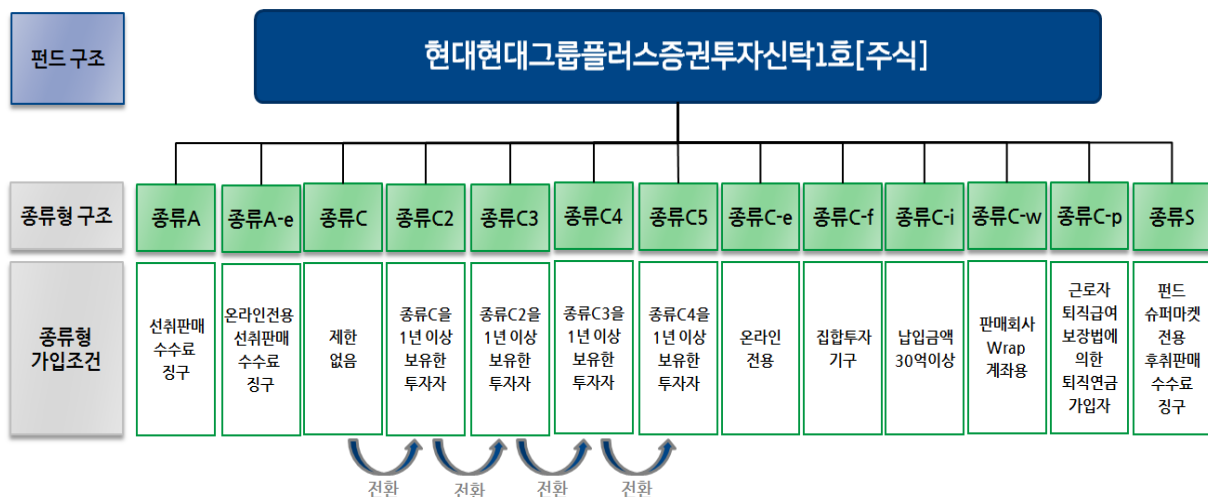 펀드 구조
현대현대그룹플러스증권투자신탁1호[주식]
종류형 구조
종류A
종류A-e
종류C
종류C2
종류C3
종류C4
종류C5
종류C-e
종류C-f
종류C-i
종류C-w
종류C-p
종류S
종류형
가입조건
선취판매
수수료
징구
온라인전용
선취판매
수수료
징구
제한
없음
종류C을
1년 이상
보유한
투자자
종류C2을
1년 이상
보유한
투자자
종류C3을
1년 이상
보유한
투자자
종류C4을
1년 이상
보유한
투자자
온라인
전용
집합투자
기구
납입금액
30억이상
판매회사
Wrap
계좌용
근로자
퇴직급여
보장법에
의한
퇴직연금
가입자
펀드
슈퍼마켓
전용
후취판매
수수료
징구
전환
전환
전환
전환